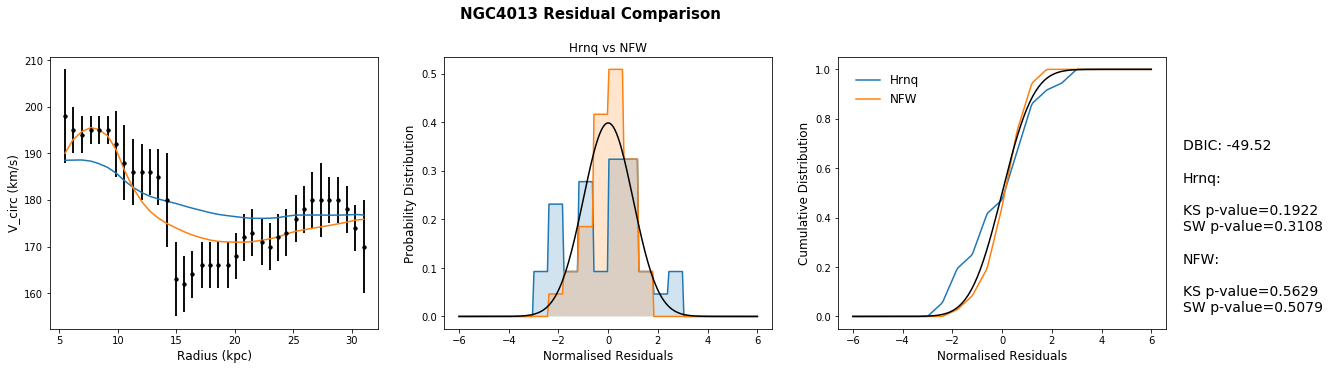 NGC4013 Residual Comparison
210
200
190
180
170
160
V_circ (km/s)
5
10
15
20
25
30
Radius (kpc)
Hrnq vs NFW
0.5
0.4
0.3
0.2
0.1
0.0
Probability Distribution
−6
−4
−2
0
2
4
6
Normalised Residuals
1.0
0.8
0.6
0.4
0.2
0.0
Cumulative Distribution
Hrnq
NFW
−6
−4
−2
0
2
4
6
Normalised Residuals
DBIC: -49.52
Hrnq:
KS p-value=0.1922
SW p-value=0.3108
NFW:
KS p-value=0.5629
SW p-value=0.5079